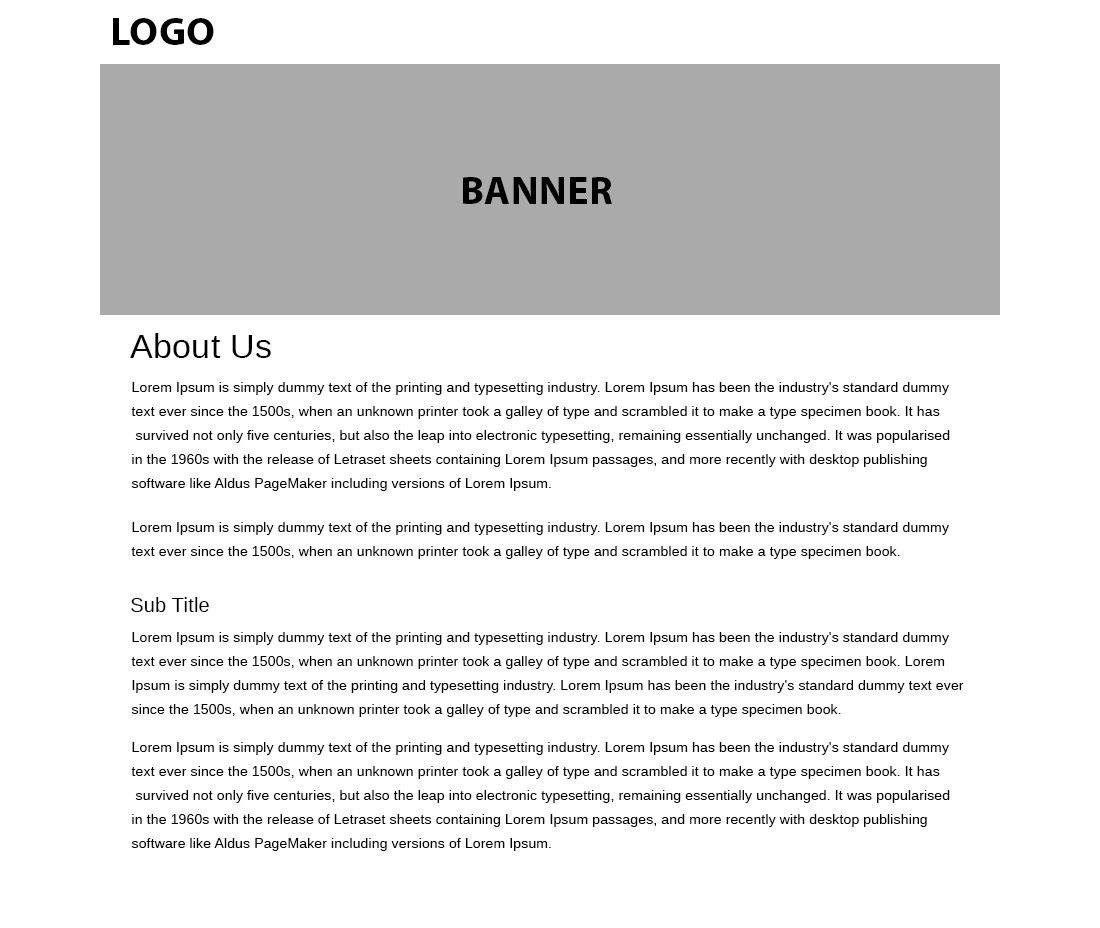 LOGO
BANNER
About Us
Lorem Ipsum is simply dummy text of the printing and typesetting industry. Lorem Ipsum has been the industry's standard dummy
text ever since the 1500s, when an unknown printer took a galley of type and scrambled it to make a type specimen book. It has
survived not only five centuries, but also the leap into electronic typesetting, remaining essentially unchanged. It was popularised
in the 1960s with the release of Letraset sheets containing Lorem Ipsum passages, and more recently with desktop publishing
software like Aldus PageMaker including versions of Lorem Ipsum.
Lorem Ipsum is simply dummy text of the printing and typesetting industry. Lorem Ipsum has been the industry's standard dummy
text ever since the 1500s, when an unknown printer took a galley of type and scrambled it to make a type specimen book.
Sub Title
Lorem Ipsum is simply dummy text of the printing and typesetting industry. Lorem Ipsum has been the industry's standard dummy
text ever since the 1500s, when an unknown printer took a galley of type and scrambled it to make a type specimen book. Lorem
Ipsum is simply dummy text of the printing and typesetting industry. Lorem Ipsum has been the industry's standard dummy text ever
since the 1500s, when an unknown printer took a galley of type and scrambled it to make a type specimen book.
Lorem Ipsum is simply dummy text of the printing and typesetting industry. Lorem Ipsum has been the industry's standard dummy
text ever since the 1500s, when an unknown printer took a galley of type and scrambled it to make a type specimen book. It has
survived not only five centuries, but also the leap into electronic typesetting, remaining essentially unchanged. It was popularised
in the 1960s with the release of Letraset sheets containing Lorem Ipsum passages, and more recently with desktop publishing
software like Aldus PageMaker including versions of Lorem Ipsum.